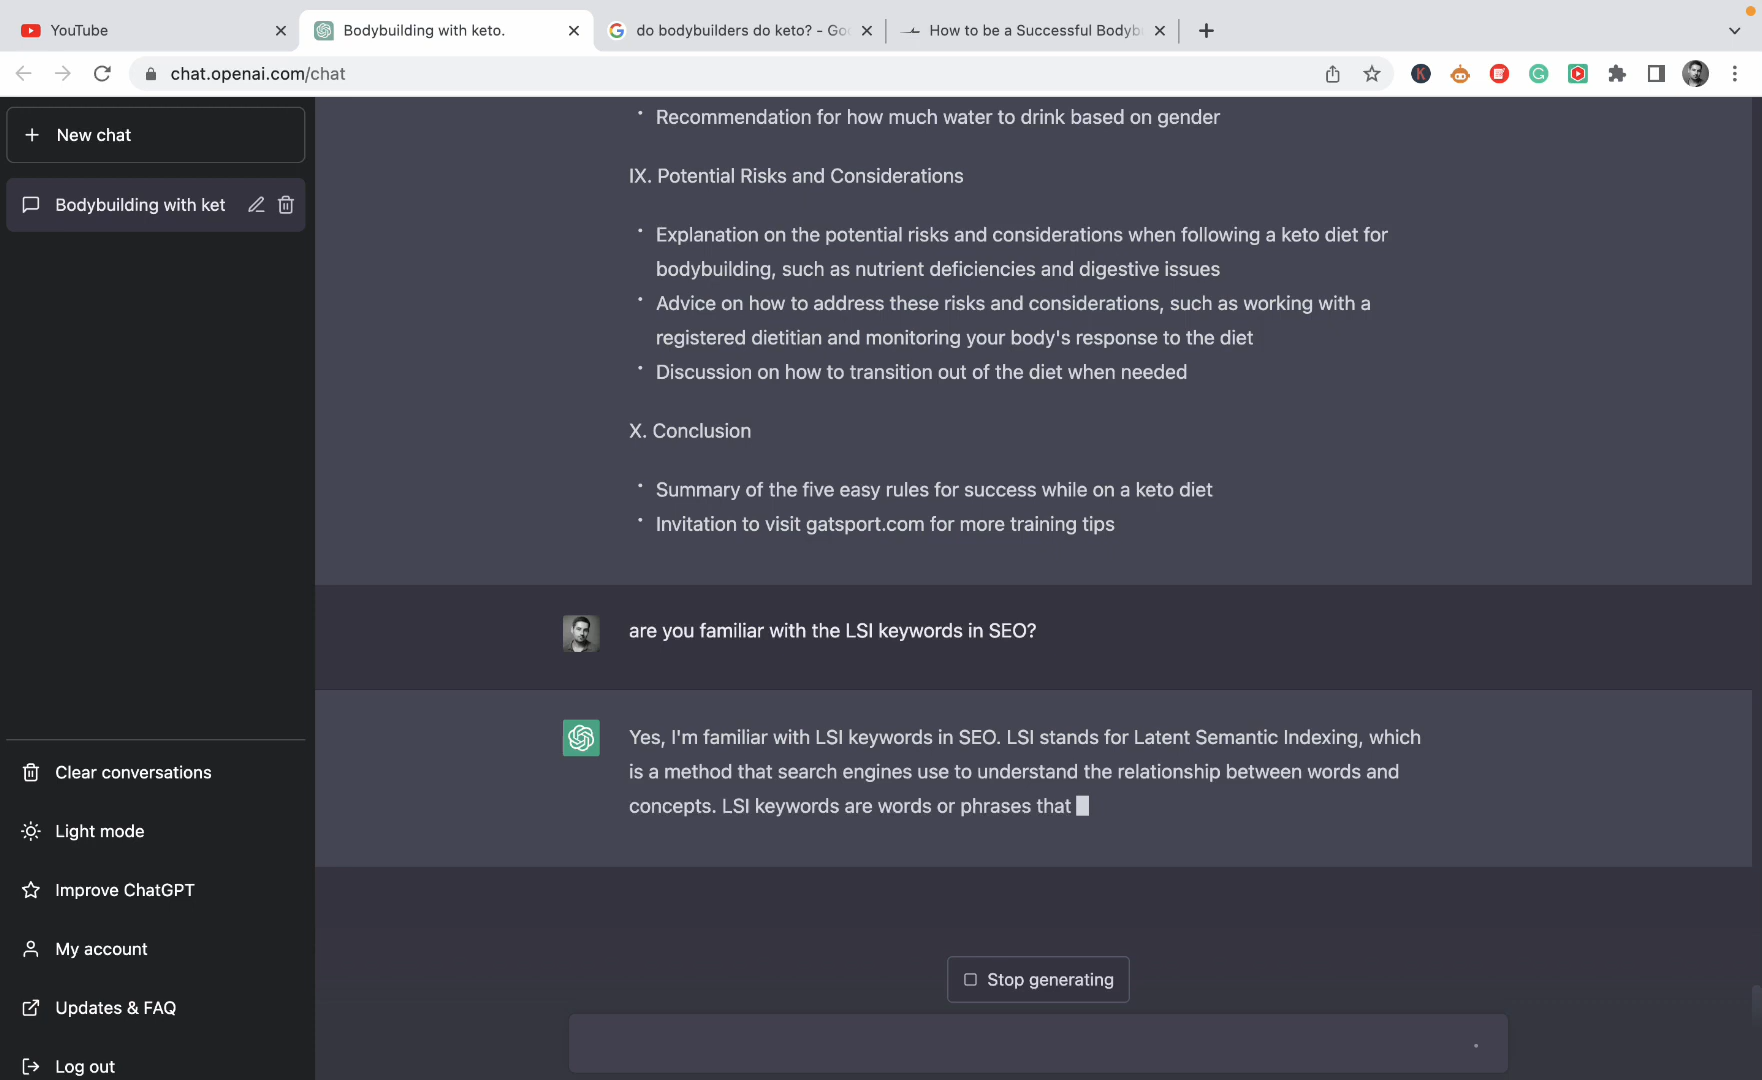 YouTube
Bodybuilding with keto.
do bodybuilders do keto? - Goo
How to be a Successful Bodyb
chat.openai.com/chat
New chat
Bodybuilding with ket
Recommendation for how much water to drink based on gender
IX. Potential Risks and Considerations
Explanation on the potential risks and considerations when following a keto diet for
bodybuilding, such as nutrient deficiencies and digestive issues
Advice on how to address these risks and considerations, such as working with a
registered dietitian and monitoring your body's response to the diet
Discussion on how to transition out of the diet when needed
X. Conclusion
Summary of the five easy rules for success while on a keto diet
Invitation to visit gatsport.com for more training tips
are you familiar with the LSI keywords in SEO?
Yes, I'm familiar with LSI keywords in SEO. LSI stands for Latent Semantic Indexing, which
is a method that search engines use to understand the relationship between words and
concepts. LSI keywords are words or phrases that
Clear conversations
Light mode
Improve ChatGPT
My account
Updates & FAQ
Log out
Stop generating